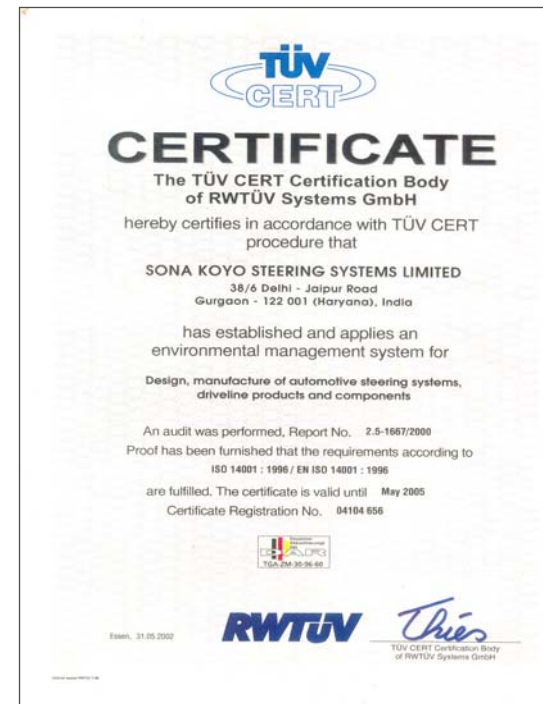 TÜV
CERT
CERTIFICATE
The TÜV CERT Certification Body
of RWTÜV Systems GmbH
hereby certifies in accordance with TÜV CERT
procedure that
SONA KOYO STEERING SYSTEMS LIMITED
38/6 Delhi - Jaipur Road
Gurgaon - 122 001 (Haryana), India
has established and applies an
environmental management system for
Design, manufacture of automotive steering systems,
driveline products and components
An audit was performed, Report No. 2.5-1667/2000
Proof has been furnished that the requirements according to
ISO 14001 : 1996 / EN ISO 14001 : 1996
are fulfilled. The certificate is valid until May 2005
Certificate Registration No. 04104 656
DAR
TGA-ZM-30-96-60
Essen, 31.05.2002
RWTÜV
Thies
TÜV CERT Certification Body
of RWTÜV Systems GmbH